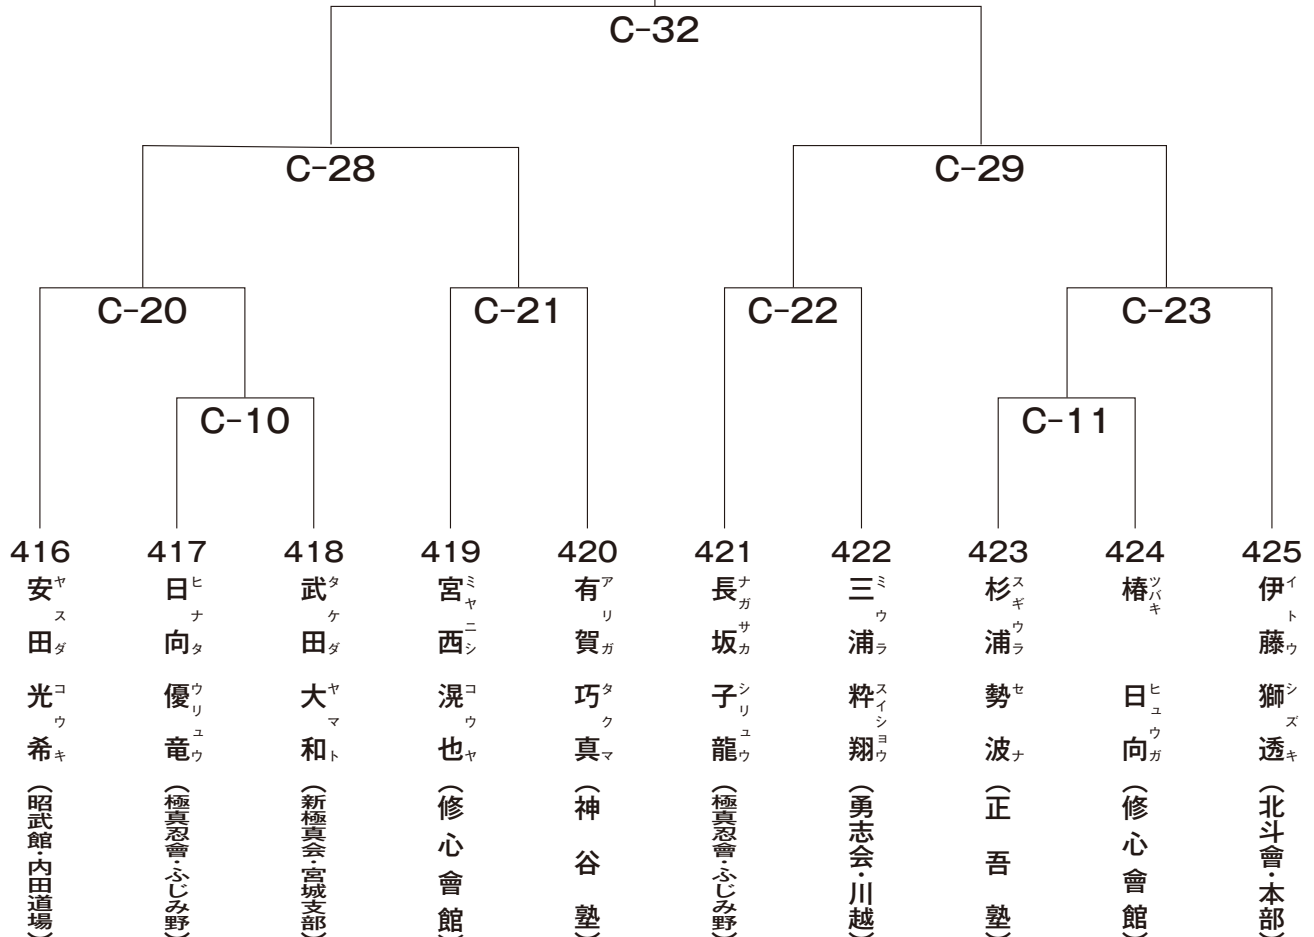 C-32
C-28
C-29
C-20
C-21
C-22
C-23
C-10
C-11
416
安田光希
ヤスダコウキ
(昭武館・内田道場)
417
日向優竜
ヒナタウリュウ
(極真忍會・ふじみ野)
418
武田大和
タケダヤマト
(新極真会・宮城支部)
419
宮西滉也
ミヤニシコウヤ
(修心會館)
420
有賀巧真
アリガタクマ
(神谷塾)
421
長坂子龍
ナガサカシリュウ
(極真忍會・ふじみ野)
422
三浦粋翔
ミウラスイショウ
(勇志会・川越)
423
杉浦勢波
スギウラセナ
(正吾塾)
424
椿日向
ツバキヒュウガ
(修心會館)
425
伊藤獅透
イトウシズキ
(北斗會・本部)